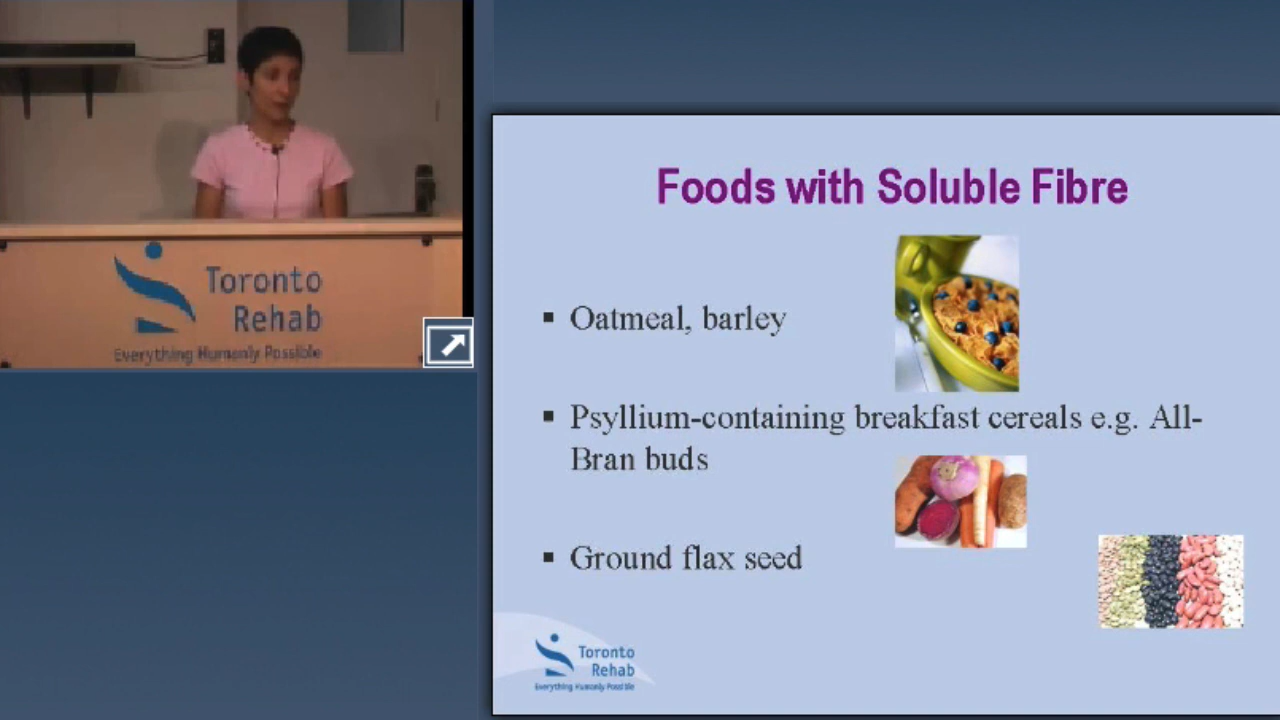 Toronto
Rehab
Everything Humanly Possible
Foods with Soluble Fibre
▪ Oatmeal, barley
▪ Psyllium-containing breakfast cereals e.g. All-
Bran buds
▪ Ground flax seed
Toronto
Rehab
Everything Humanly Possible